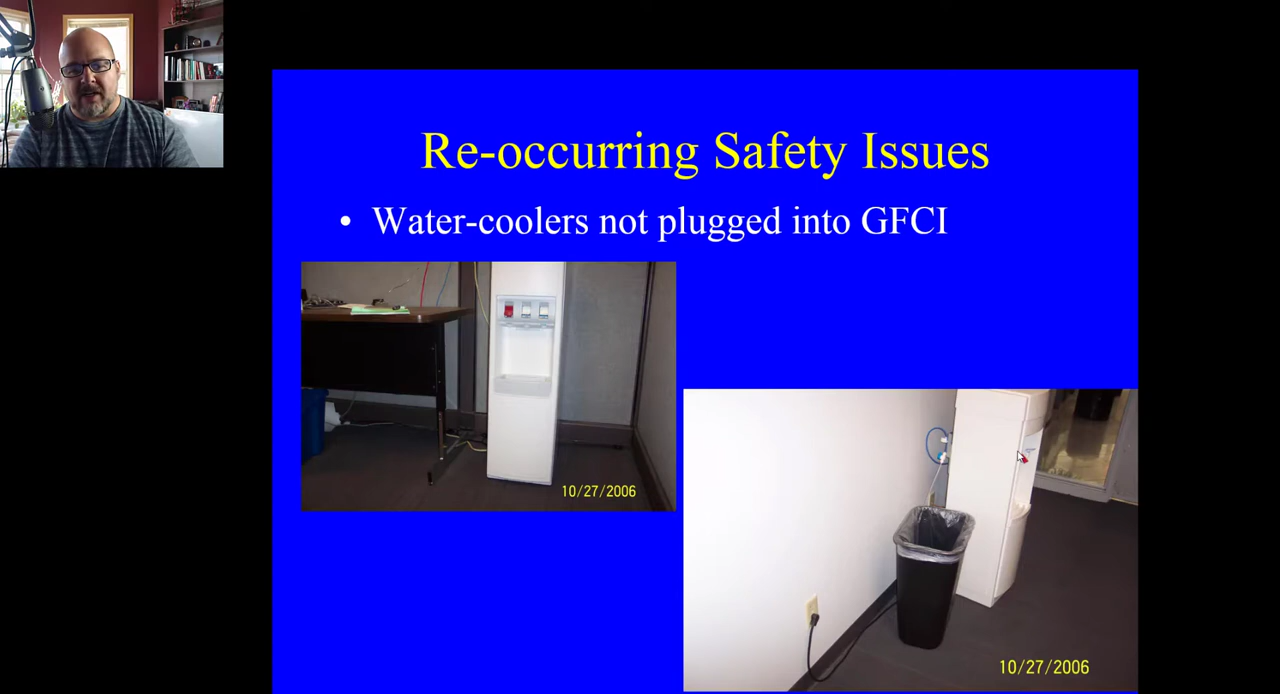 Re-occurring Safety Issues
• Water-coolers not plugged into GFCI
10/27/2006
10/27/2006